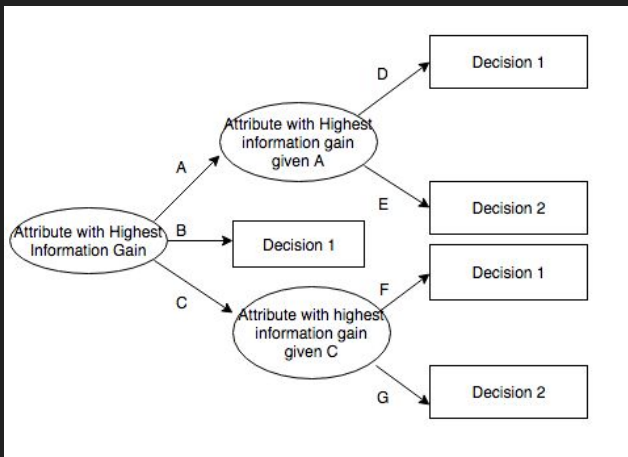 D
Decision 1
Attribute with Highest
information gain
given A
A
E
Decision 2
Attribute with Highest
Information Gain
B
Decision 1
C
F
Decision 1
Attribute with highest
information gain
given C
G
Decision 2